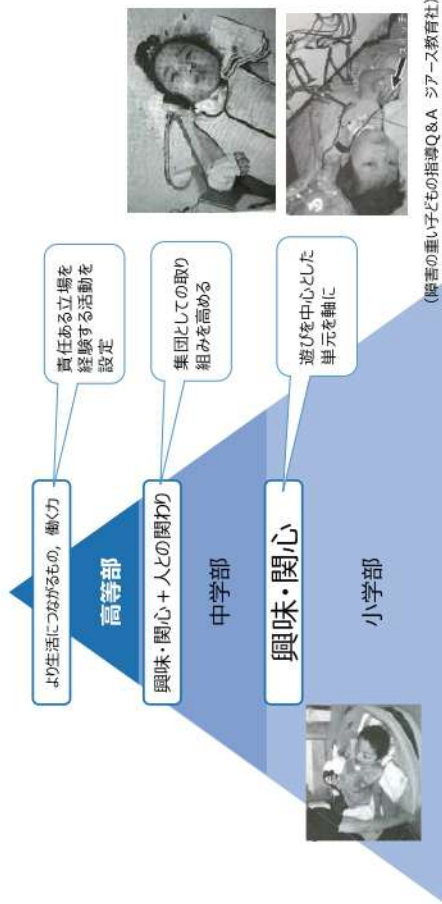 より生活につながるもの，働く力
責任ある立場を
経験する活動を
設定
高等部
興味・関心＋人との関わり
集団としての取り
組みを高める
中学部
興味・関心
遊びを中心とした
単元を軸に
小学部
（障害の重い子どもの指導Q&A　ジアース教育社）